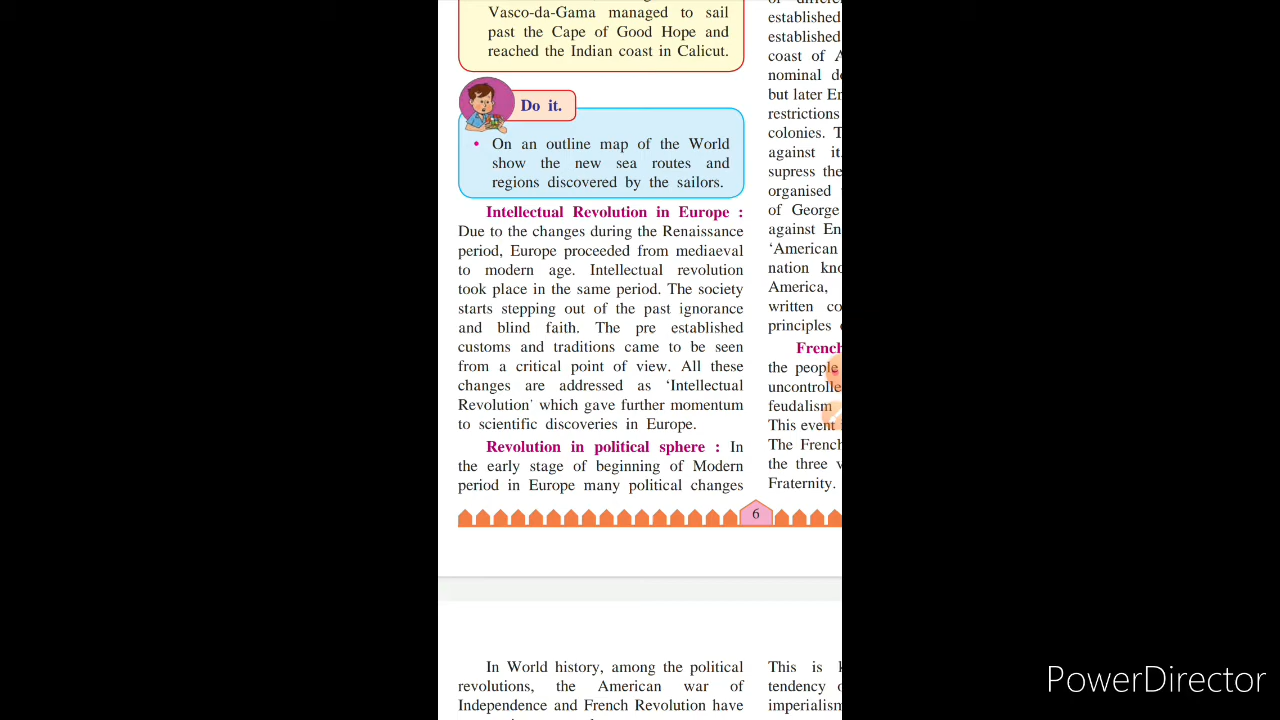 Vasco-da-Gama managed to sail
past the Cape of Good Hope and
reached the Indian coast in Calicut.
Do it.
• On an outline map of the World
show the new sea routes and
regions discovered by the sailors.
Intellectual Revolution in Europe :
Due to the changes during the Renaissance
period, Europe proceeded from mediaeval
to modern age. Intellectual revolution
took place in the same period. The society
starts stepping out of the past ignorance
and blind faith. The pre established
customs and traditions came to be seen
from a critical point of view. All these
changes are addressed as ‘Intellectual
Revolution’ which gave further momentum
to scientific discoveries in Europe.
Revolution in political sphere : In
the early stage of beginning of Modern
period in Europe many political changes
established
established
coast of
nominal
but later
restrictions
colonies.
against it.
supress the
organised
of George
against
‘American
nation
America,
written
principles
French
the people
uncontrolle
feudalism
This event
The French
the three
Fraternity.
6
In World history, among the political
revolutions, the American war of
Independence and French Revolution have
This is
tendency
imperialism
PowerDirector